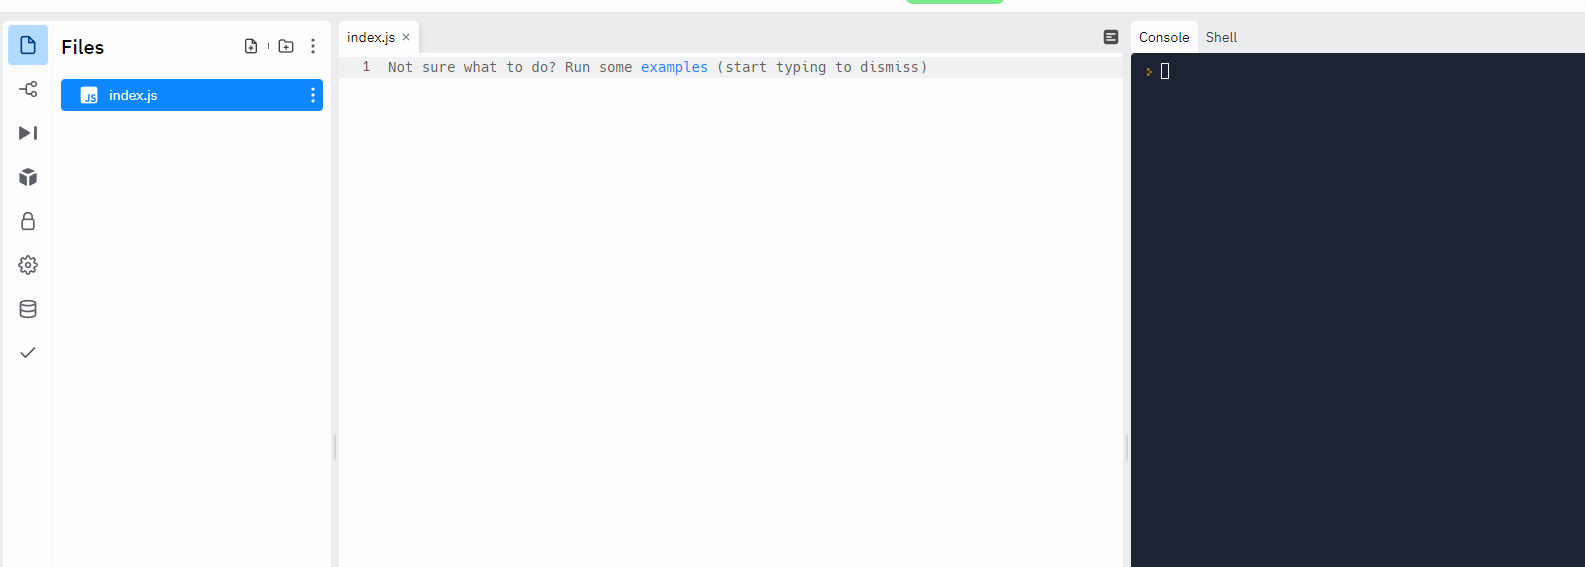 Files
JS index.js
index.js ×
1 Not sure what to do? Run some examples (start typing to dismiss)
Console Shell